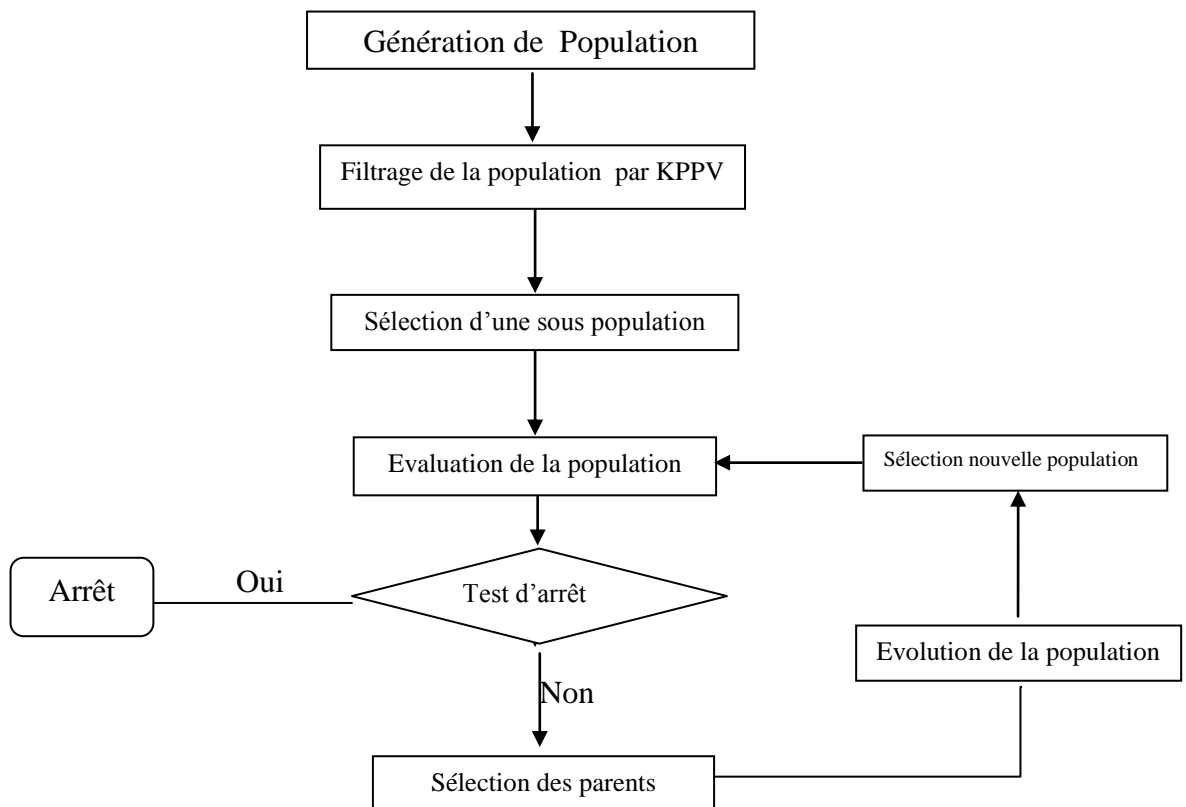 Génération de Population
Filtrage de la population par KPPV
Sélection d’une sous population
Evaluation de la population
Sélection nouvelle population
Arrêt
Oui
Test d’arrêt
Evolution de la population
Non
Sélection des parents